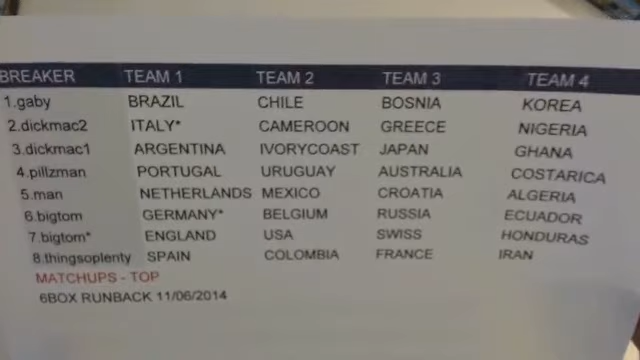 BREAKER TEAM 1 TEAM 2 TEAM 3 TEAM 4
1.gaby BRAZIL CHILE BOSNIA KOREA
2.dickmac2 ITALY* CAMEROON GREECE NIGERIA
3.dickmac1 ARGENTINA IVORYCOAST JAPAN GHANA
4.pillzman PORTUGAL URUGUAY AUSTRALIA COSTARICA
5.man NETHERLANDS MEXICO CROATIA ALGERIA
6.bigtom GERMANY* BELGIUM RUSSIA ECUADOR
7.bigtom* ENGLAND USA SWISS HONDURAS
8.thingsoplenty SPAIN COLOMBIA FRANCE IRAN
MATCHUPS - TOP
6BOX RUNBACK 11/06/2014